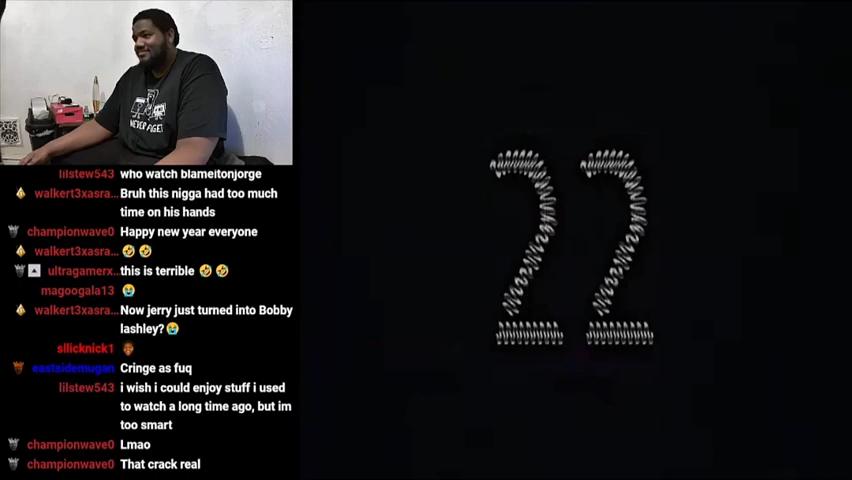 NEVER FORGET
22
lilstew543 who watch blameitonjorge
walkert3xasra... Bruh this nigga had too much
time on his hands
championwave0 Happy new year everyone
walkert3xasra... 🤣 🤣
ultragamerx... this is terrible 🤣 🤣
magoogala13 😭
walkert3xasra... Now jerry just turned into Bobby
lashley?😭
sllicknick1
eastsidemugan Cringe as fuq
lilstew543 i wish i could enjoy stuff i used
to watch a long time ago, but im
too smart
championwave0 Lmao
championwave0 That crack real